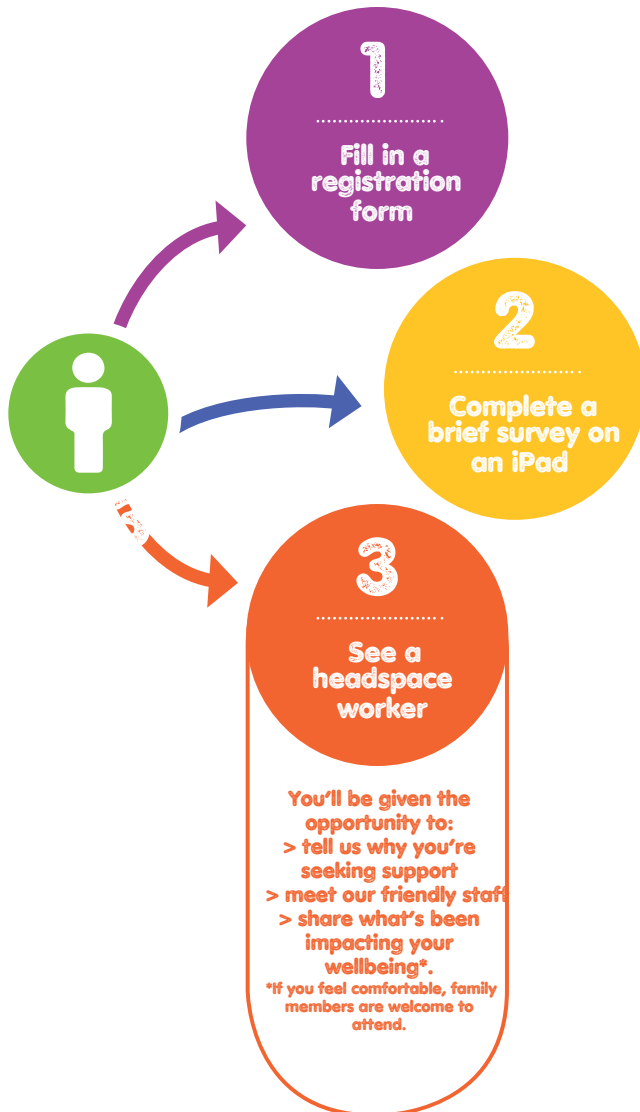 1
Fill in a
registration
form
2
Complete a
brief survey on
an iPad
3
See a
headspace
worker
You'll be given the
opportunity to:
> tell us why you're
seeking support
> meet our friendly staff
> share what's been
impacting your
wellbeing*.
*If you feel comfortable, family
members are welcome to
attend.